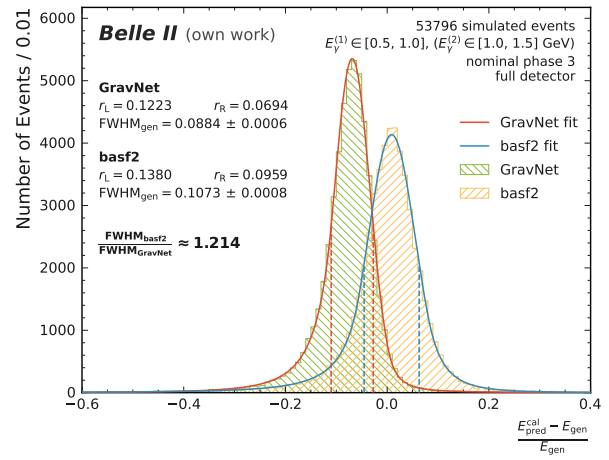 Belle II (own work)
53796 simulated events
E_γ^(1) ∈ [0.5, 1.0], (E_γ^(2) ∈ [1.0, 1.5] GeV)
nominal phase 3
full detector
GravNet
r_L = 0.1223 r_R = 0.0694
FWHM_gen = 0.0884 ± 0.0006
basf2
r_L = 0.1380 r_R = 0.0959
FWHM_gen = 0.1073 ± 0.0008
FWHM_basf2
FWHM_GravNet
≈ 1.214
GravNet fit
basf2 fit
GravNet
basf2
Number of Events / 0.01
6000
5000
4000
3000
2000
1000
0
−0.6 −0.4 −0.2 0.0 0.2 0.4
E_pred^cal − E_gen
E_gen